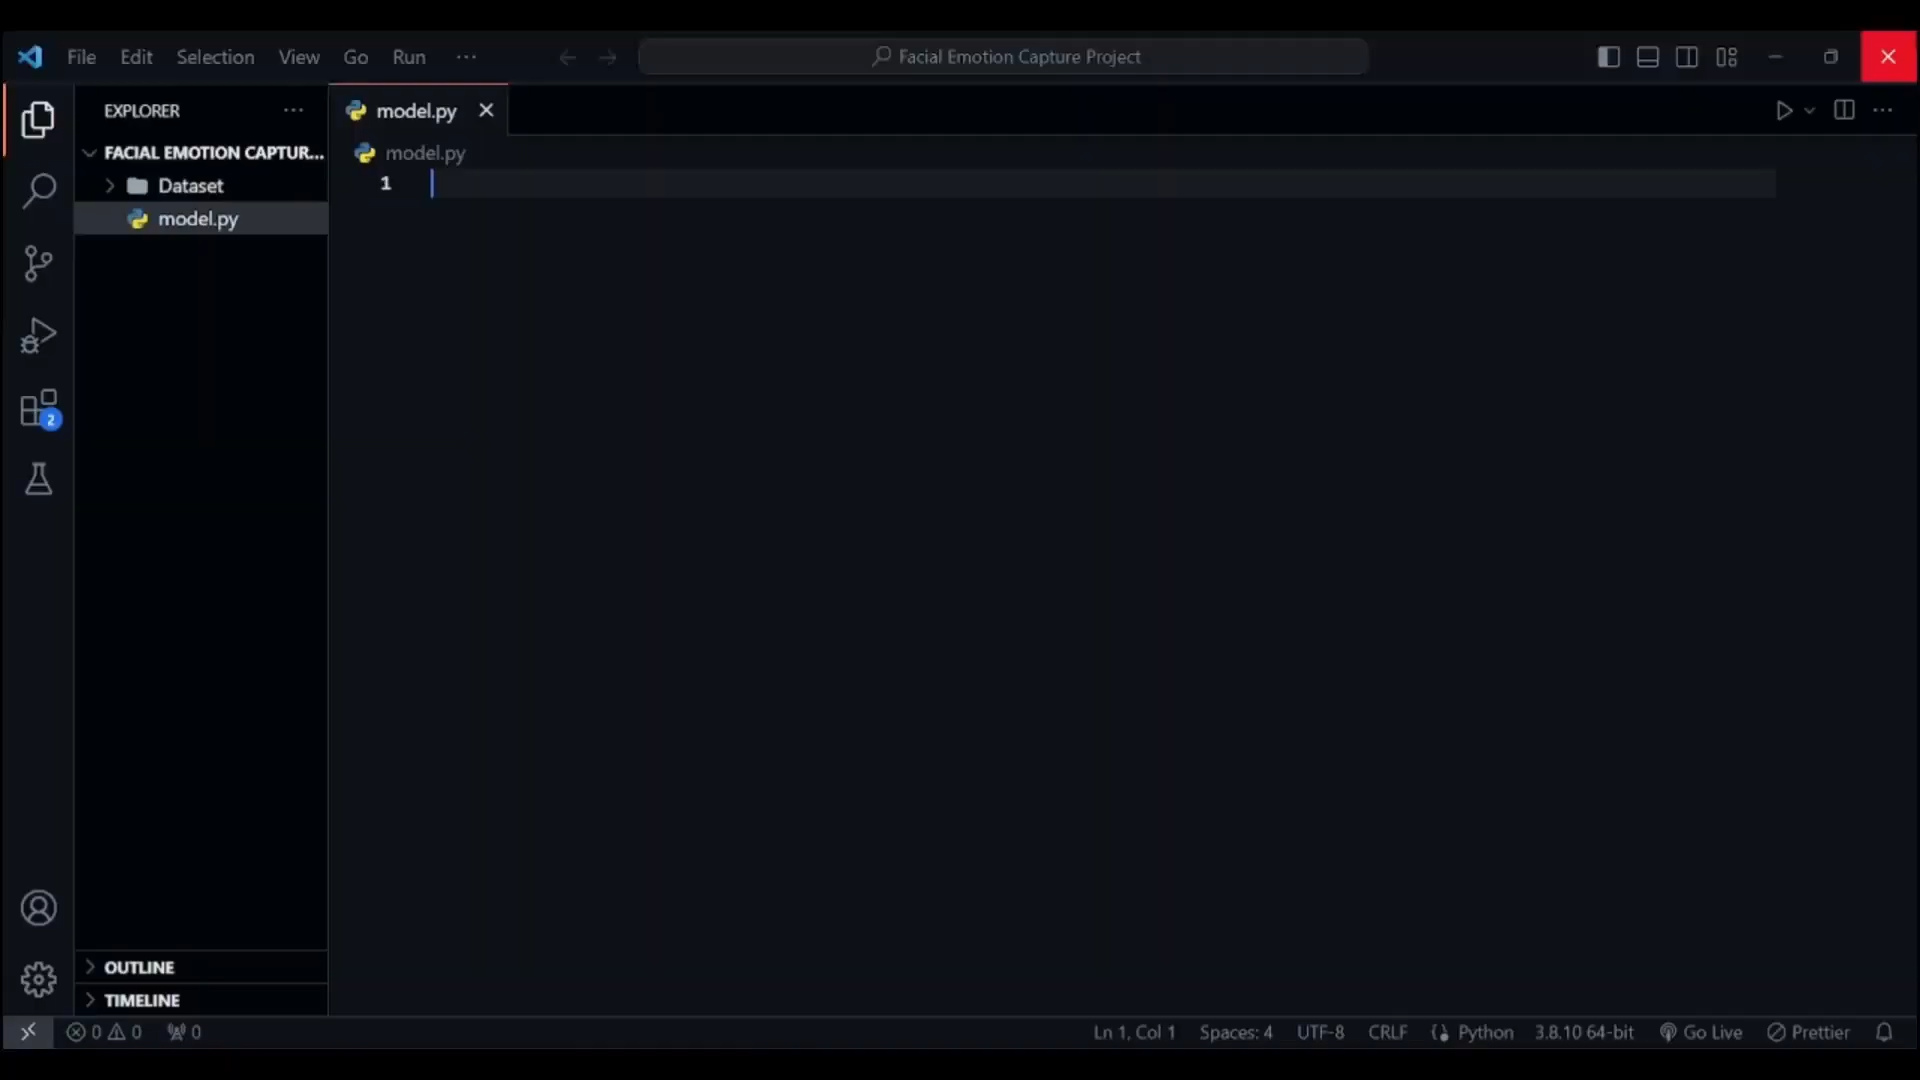 File Edit Selection View Go Run ···
Facial Emotion Capture Project
EXPLORER ···
model.py
FACIAL EMOTION CAPTUR...
model.py
Dataset
1
model.py
2
OUTLINE
TIMELINE
0 0 0
Ln 1, Col 1 Spaces: 4 UTF-8 CRLF Python 3.8.10 64-bit Go Live Prettier